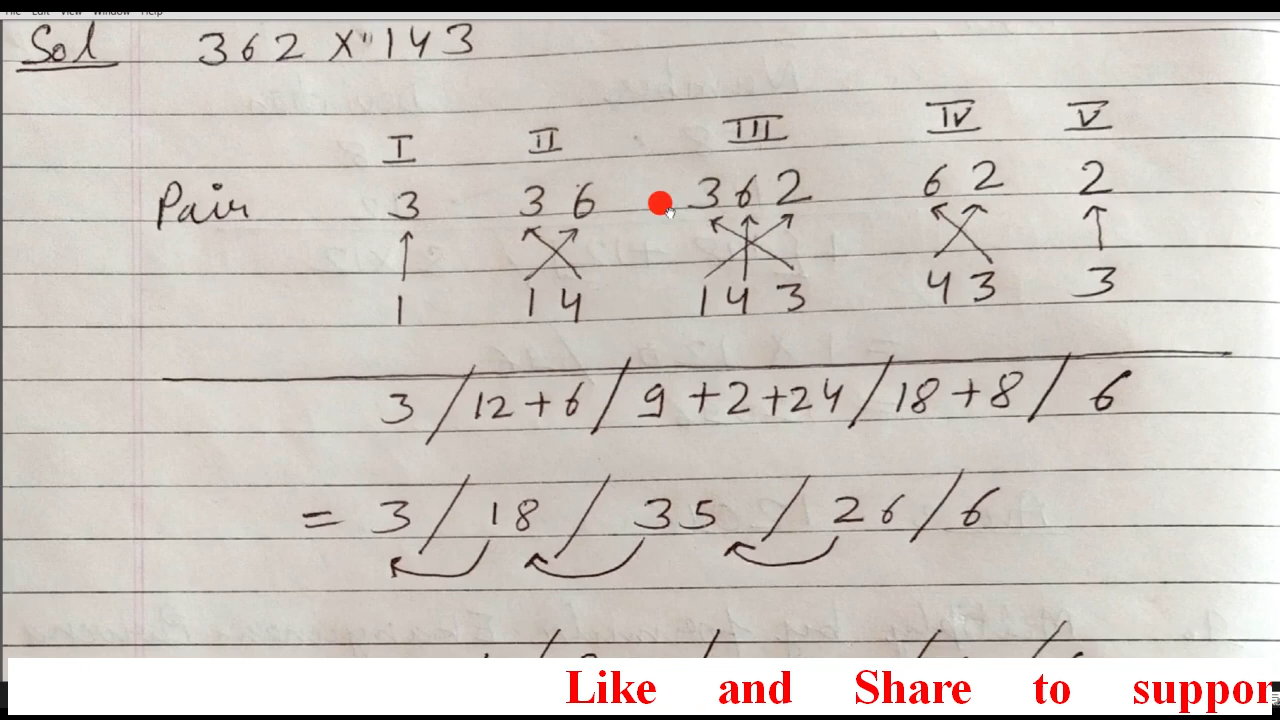 Sol 362 X 143
I II III IV V
Pair 3 36 362 62 2
1 14 143 43 3
3 / 12 + 6 / 9 + 2 + 24 / 18 + 8 / 6
= 3 / 18 / 35 / 26 / 6
Like and Share to suppor